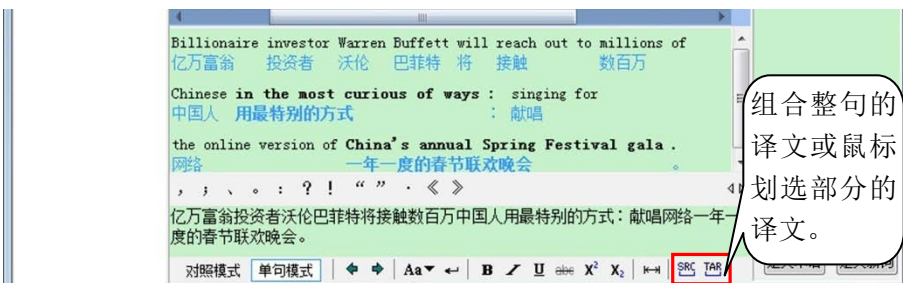 Billionaire investor Warren Buffett will reach out to millions of
亿万富翁 投资者 沃伦 巴菲特 将 接触 数百万
Chinese in the most curious of ways : singing for
中国人 用最特别的方式 : 献唱
the online version of China's annual Spring Festival gala .
网络 一年一度的春节联欢晚会 。
, ; 、 。 : ? ! “ ” · 《 》
亿万富翁投资者沃伦巴菲特将接触数百万中国人用最特别的方式: 献唱网络一年一
度的春节联欢晚会。
对照模式 单句模式 Aa B I U abc X² X₂ SRC TAR
组合整句的
译文或鼠标
划选部分的
译文。